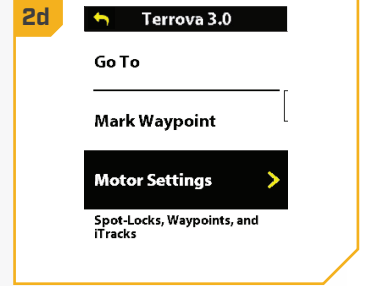 2d
Terrova 3.0
Go To
Mark Waypoint
Motor Settings
Spot-Locks, Waypoints, and
iTracks